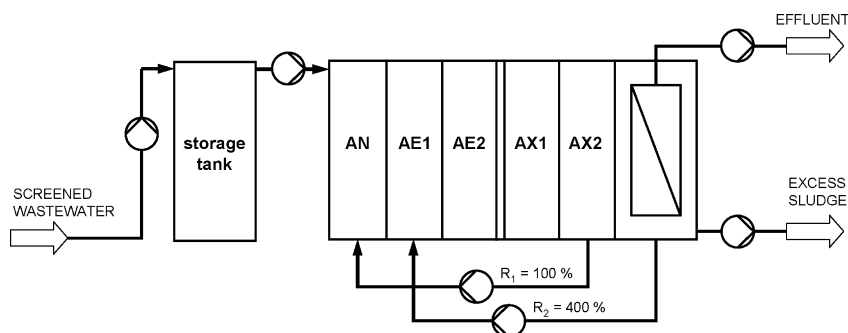 EFFLUENT
storage
tank
AN
AE1
AE2
AX1
AX2
SCREENED
WASTEWATER
EXCESS
SLUDGE
R₁ = 100 %
R₂ = 400 %